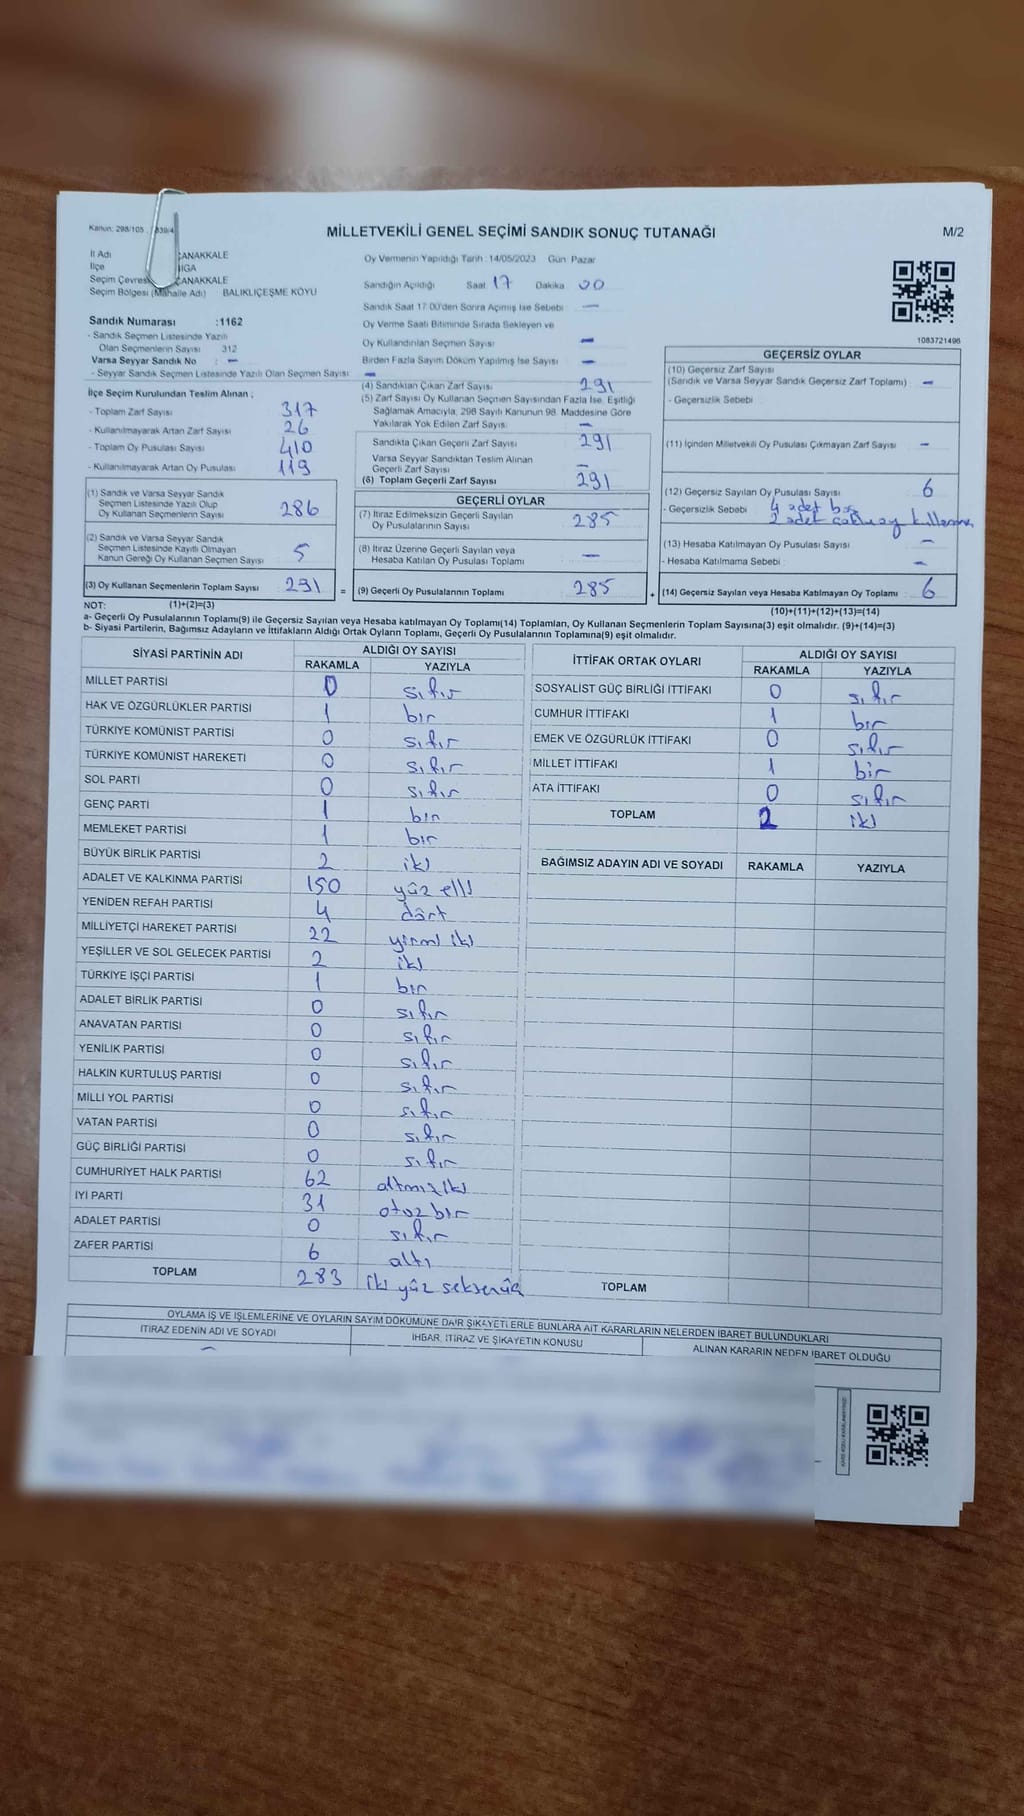 MİLLETVEKİLİ GENEL SEÇİMİ SANDIK SONUÇ TUTANAĞI
M/2
Kanun: 298/105
İl Adı ÇANAKKALE
İlçe BİGA
Seçim Çevresi ÇANAKKALE
Seçim Bölgesi (Mahalle Adı) BALIKLIÇEŞME KÖYÜ
Sandık Numarası :1162
- Sandık Seçmen Listesinde Yazılı
Olan Seçmenlerin Sayısı 312
Varsa Seyyar Sandık No : –
- Seyyar Sandık Seçmen Listesinde Yazılı Olan Seçmen Sayısı : –
İlçe Seçim Kurulundan Teslim Alınan ;
- Toplam Zarf Sayısı 317
- Kullanılmayarak Artan Zarf Sayısı 26
- Toplam Oy Pusulası Sayısı 410
- Kullanılmayarak Artan Oy Pusulası 119
(1) Sandık ve Varsa Seyyar Sandık
Seçmen Listesinde Yazılı Olup
Oy Kullanan Seçmenlerin Sayısı 286
(2) Sandık ve Varsa Seyyar Sandık
Seçmen Listesinde Kayıtlı Olmayan
Kanun Gereği Oy Kullanan Seçmen Sayısı 5
(3) Oy Kullanan Seçmenlerin Toplam Sayısı 291 =
Oy Vermenin Yapıldığı Tarih :14/05/2023 Gün: Pazar
Sandığın Açıldığı Saat 17 Dakika 00
Sandık Saat 17:00'den Sonra Açılmış İse Sebebi –
Oy Verme Saati Bitiminde Sırada Bekleyen ve
Oy Kullandırılan Seçmen Sayısı –
Birden Fazla Sayım Döküm Yapılmış İse Sayısı –
(4) Sandıktan Çıkan Zarf Sayısı 291
(5) Zarf Sayısı Oy Kullanan Seçmen Sayısından Fazla İse, Eşitliği
Sağlamak Amacıyla, 298 Sayılı Kanunun 98. Maddesine Göre
Yakılarak Yok Edilen Zarf Sayısı –
Sandıkta Çıkan Geçerli Zarf Sayısı 291
Varsa Seyyar Sandıktan Teslim Alınan
Geçerli Zarf Sayısı –
(6) Toplam Geçerli Zarf Sayısı 291
GEÇERLİ OYLAR
(7) İtiraz Edilmeksizin Geçerli Sayılan
Oy Pusulalarının Sayısı 285
(8) İtiraz Üzerine Geçerli Sayılan veya
Hesaba Katılan Oy Pusulası Toplamı –
(9) Geçerli Oy Pusulalarının Toplamı 285 +
1083721496
GEÇERSİZ OYLAR
(10) Geçersiz Zarf Sayısı
(Sandık ve Varsa Seyyar Sandık Geçersiz Zarf Toplamı) –
- Geçersizlik Sebebi
(11) İçinden Milletvekili Oy Pusulası Çıkmayan Zarf Sayısı –
(12) Geçersiz Sayılan Oy Pusulası Sayısı 6
- Geçersizlik Sebebi : 4 adet boş
2 adet
(13) Hesaba Katılmayan Oy Pusulası Sayısı –
- Hesaba Katılmama Sebebi : –
(14) Geçersiz Sayılan veya Hesaba Katılmayan Oy Toplamı 6
NOT: (1)+(2)=(3)
(10)+(11)+(12)+(13)=(14)
a- Geçerli Oy Pusulalarının Toplamı(9) ile Geçersiz Sayılan veya Hesaba katılmayan Oy Toplamı(14) Toplamları, Oy Kullanan Seçmenlerin Toplam Sayısına(3) eşit olmalıdır. (9)+(14)=(3)
b- Siyasi Partilerin, Bağımsız Adayların ve İttifakların Aldığı Ortak Oyların Toplamı, Geçerli Oy Pusulalarının Toplamına(9) eşit olmalıdır.
SİYASİ PARTİNİN ADI ALDIĞI OY SAYISI
RAKAMLA YAZIYLA
MİLLET PARTİSİ 0 sıfır
HAK VE ÖZGÜRLÜKLER PARTİSİ 1 bir
TÜRKİYE KOMÜNİST PARTİSİ 0 sıfır
TÜRKİYE KOMÜNİST HAREKETİ 0 sıfır
SOL PARTİ 0 sıfır
GENÇ PARTİ 1 bir
MEMLEKET PARTİSİ 1 bir
BÜYÜK BİRLİK PARTİSİ 2 iki
ADALET VE KALKINMA PARTİSİ 150 yüz elli
YENİDEN REFAH PARTİSİ 4 dört
MİLLİYETÇİ HAREKET PARTİSİ 22 yirmi iki
YEŞİLLER VE SOL GELECEK PARTİSİ 2 iki
TÜRKİYE İŞÇİ PARTİSİ 1 bir
ADALET BİRLİK PARTİSİ 0 sıfır
ANAVATAN PARTİSİ 0 sıfır
YENİLİK PARTİSİ 0 sıfır
HALKIN KURTULUŞ PARTİSİ 0 sıfır
MİLLİ YOL PARTİSİ 0 sıfır
VATAN PARTİSİ 0 sıfır
GÜÇ BİRLİĞİ PARTİSİ 0 sıfır
CUMHURİYET HALK PARTİSİ 62 altmış iki
İYİ PARTİ 31 otuz bir
ADALET PARTİSİ 0 sıfır
ZAFER PARTİSİ 6 altı
TOPLAM 283 iki yüz seksen üç
İTTİFAK ORTAK OYLARI ALDIĞI OY SAYISI
RAKAMLA YAZIYLA
SOSYALİST GÜÇ BİRLİĞİ İTTİFAKI 0 sıfır
CUMHUR İTTİFAKI 1 bir
EMEK VE ÖZGÜRLÜK İTTİFAKI 0 sıfır
MİLLET İTTİFAKI 1 bir
ATA İTTİFAKI 0 sıfır
TOPLAM 2 iki
BAĞIMSIZ ADAYIN ADI VE SOYADI RAKAMLA YAZIYLA
TOPLAM
OYLAMA İŞ VE İŞLEMLERİNE VE OYLARIN SAYIM DÖKÜMÜNE DAİR ŞİKAYETLERLE BUNLARA AİT KARARLARIN NELERDEN İBARET BULUNDUKLARI
İTİRAZ EDENİN ADI VE SOYADI İHBAR, İTİRAZ VE ŞİKAYETİN KONUSU ALINAN KARARIN NEDEN İBARET OLDUĞU
–